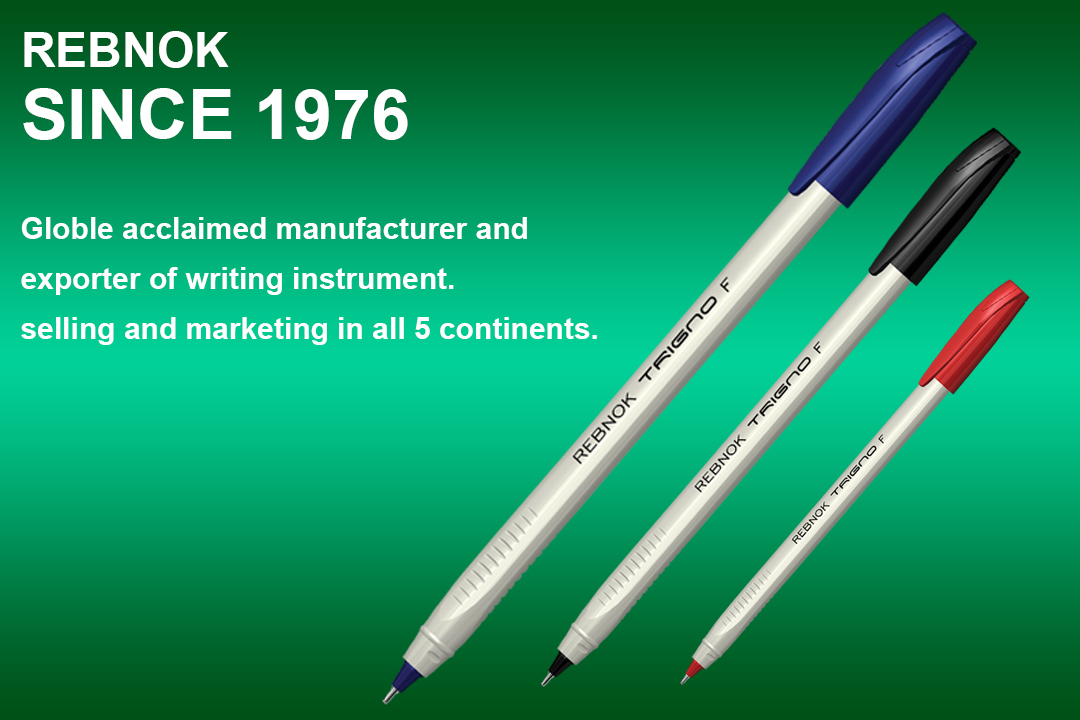 REBNOK
SINCE 1976
Globle acclaimed manufacturer and
exporter of writing instrument.
selling and marketing in all 5 continents.
REBNOK TRIGNO F
REBNOK TRIGNO F
REBNOK TRIGNO F